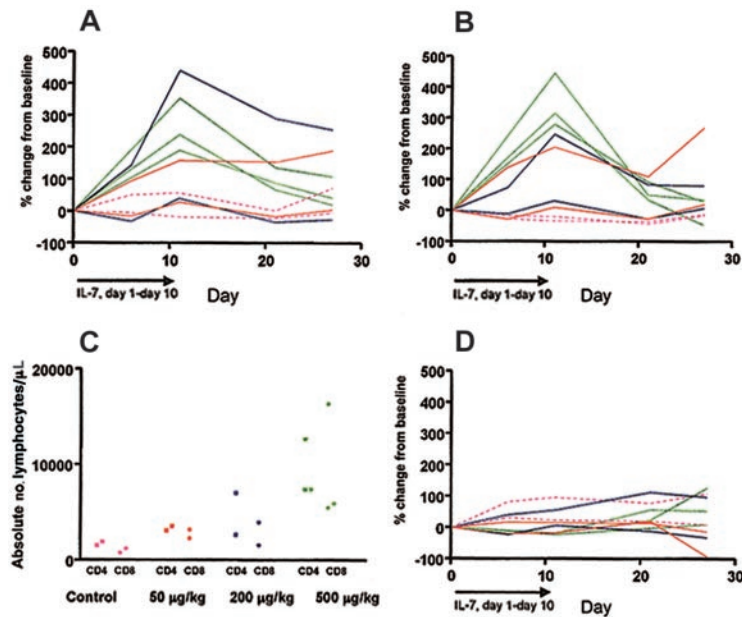 A
% change from baseline
500
400
300
200
100
0
-100
0
10
20
30
IL-7, day 1-day 10
Day
B
% change from baseline
500
400
300
200
100
0
-100
0
10
20
30
IL-7, day 1-day 10
Day
C
Absolute no. lymphocytes/μL
20000
10000
0
CD4 CD8 CD4 CD8 CD4 CD8 CD4 CD8
Control 50 μg/kg 200 μg/kg 500 μg/kg
D
% change from baseline
500
400
300
200
100
0
-100
0
10
20
30
IL-7, day 1-day 10
Day